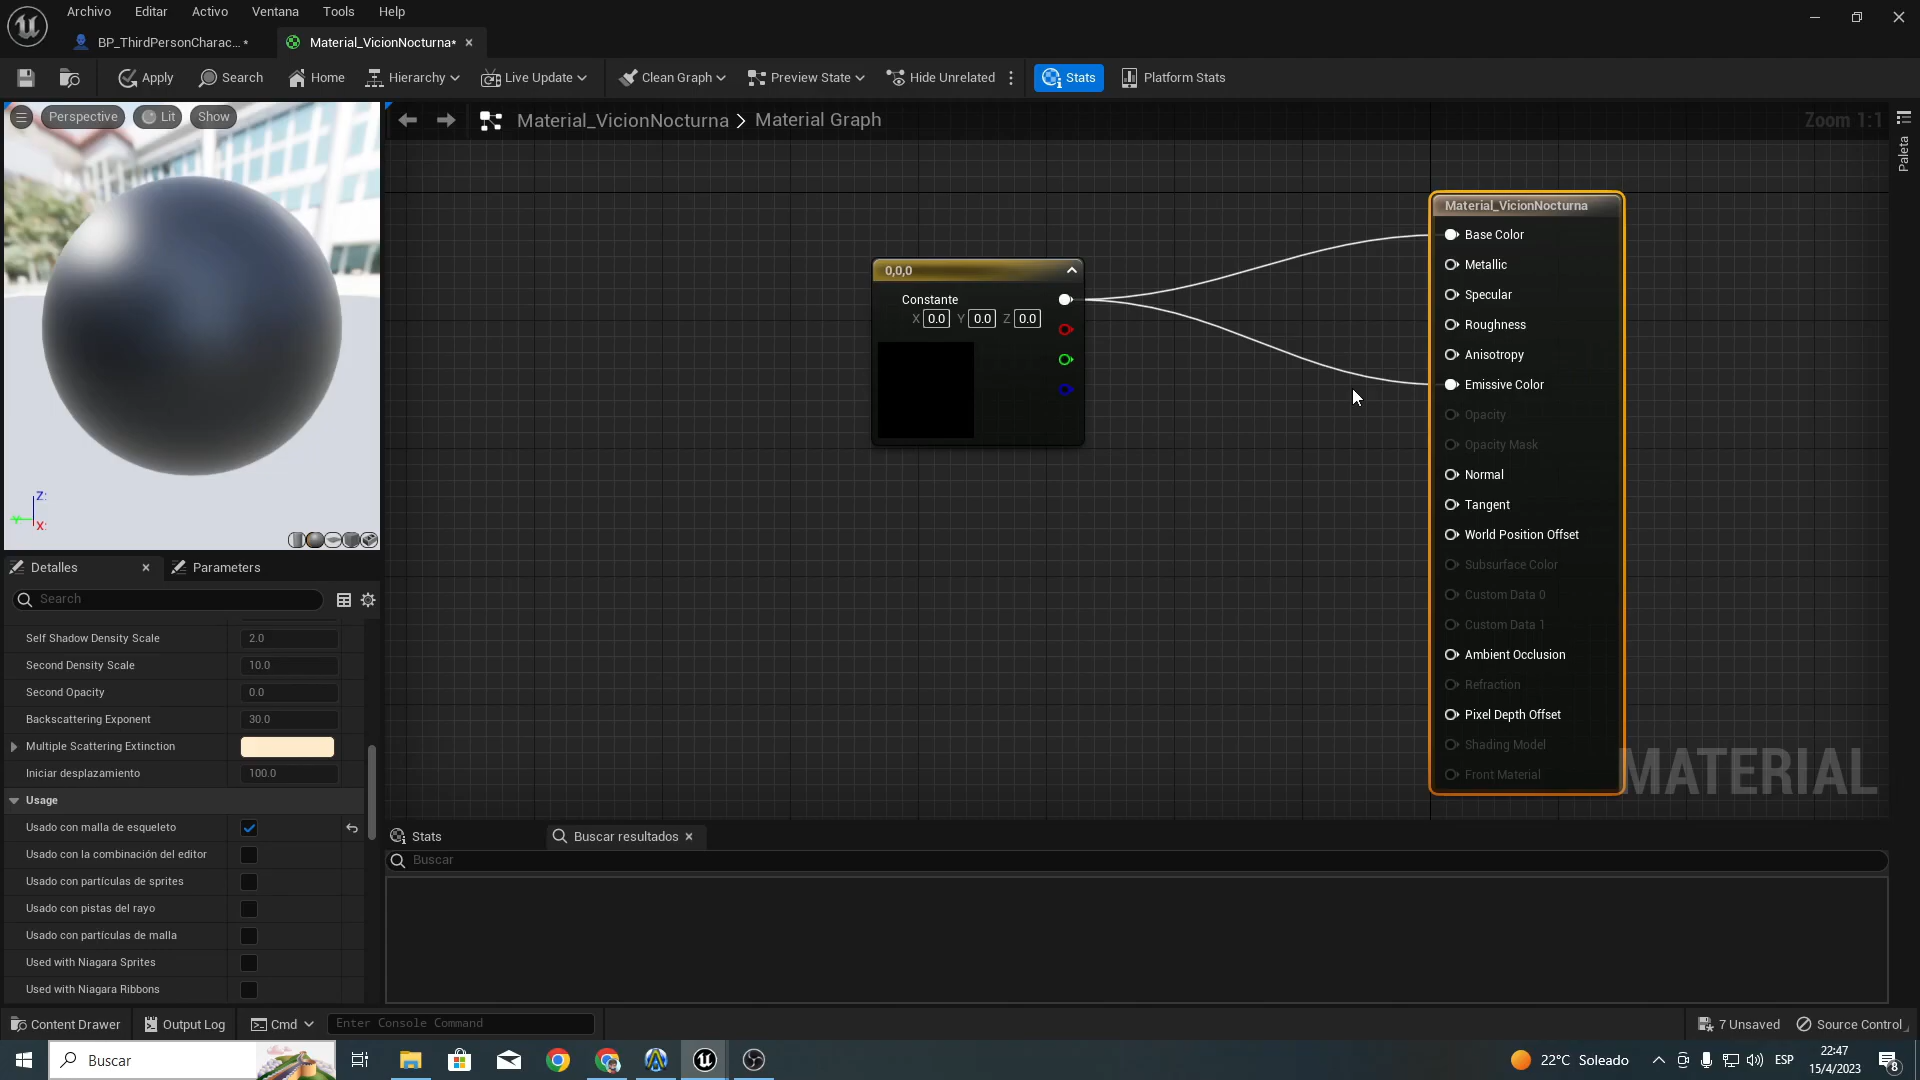 Archivo Editar Activo Ventana Tools Help
BP_ThirdPersonCharac... * Material_VicionNocturna*
Apply Search Home Hierarchy Live Update Clean Graph Preview State Hide Unrelated Stats Platform Stats
Perspective Lit Show
Material_VicionNocturna > Material Graph Zoom 1:1
Paleta
0,0,0
Constante
X 0.0 Y 0.0 Z 0.0
Material_VicionNocturna
Base Color
Metallic
Specular
Roughness
Anisotropy
Emissive Color
Opacity
Opacity Mask
Normal
Tangent
World Position Offset
Subsurface Color
Custom Data 0
Custom Data 1
Ambient Occlusion
Refraction
Pixel Depth Offset
Shading Model
Front Material
MATERIAL
Z
Y
X
Detalles Parameters
Search
Self Shadow Density Scale 2.0
Second Density Scale 10.0
Second Opacity 0.0
Backscattering Exponent 30.0
Multiple Scattering Extinction
Iniciar desplazamiento 100.0
Usage
Usado con malla de esqueleto
Usado con la combinación del editor
Usado con partículas de sprites
Usado con pistas del rayo
Usado con partículas de malla
Used with Niagara Sprites
Used with Niagara Ribbons
Stats Buscar resultados
Buscar
Content Drawer Output Log Cmd Enter Console Command 7 Unsaved Source Control
Buscar 22°C Soleado ESP 22:47
15/4/2023 8